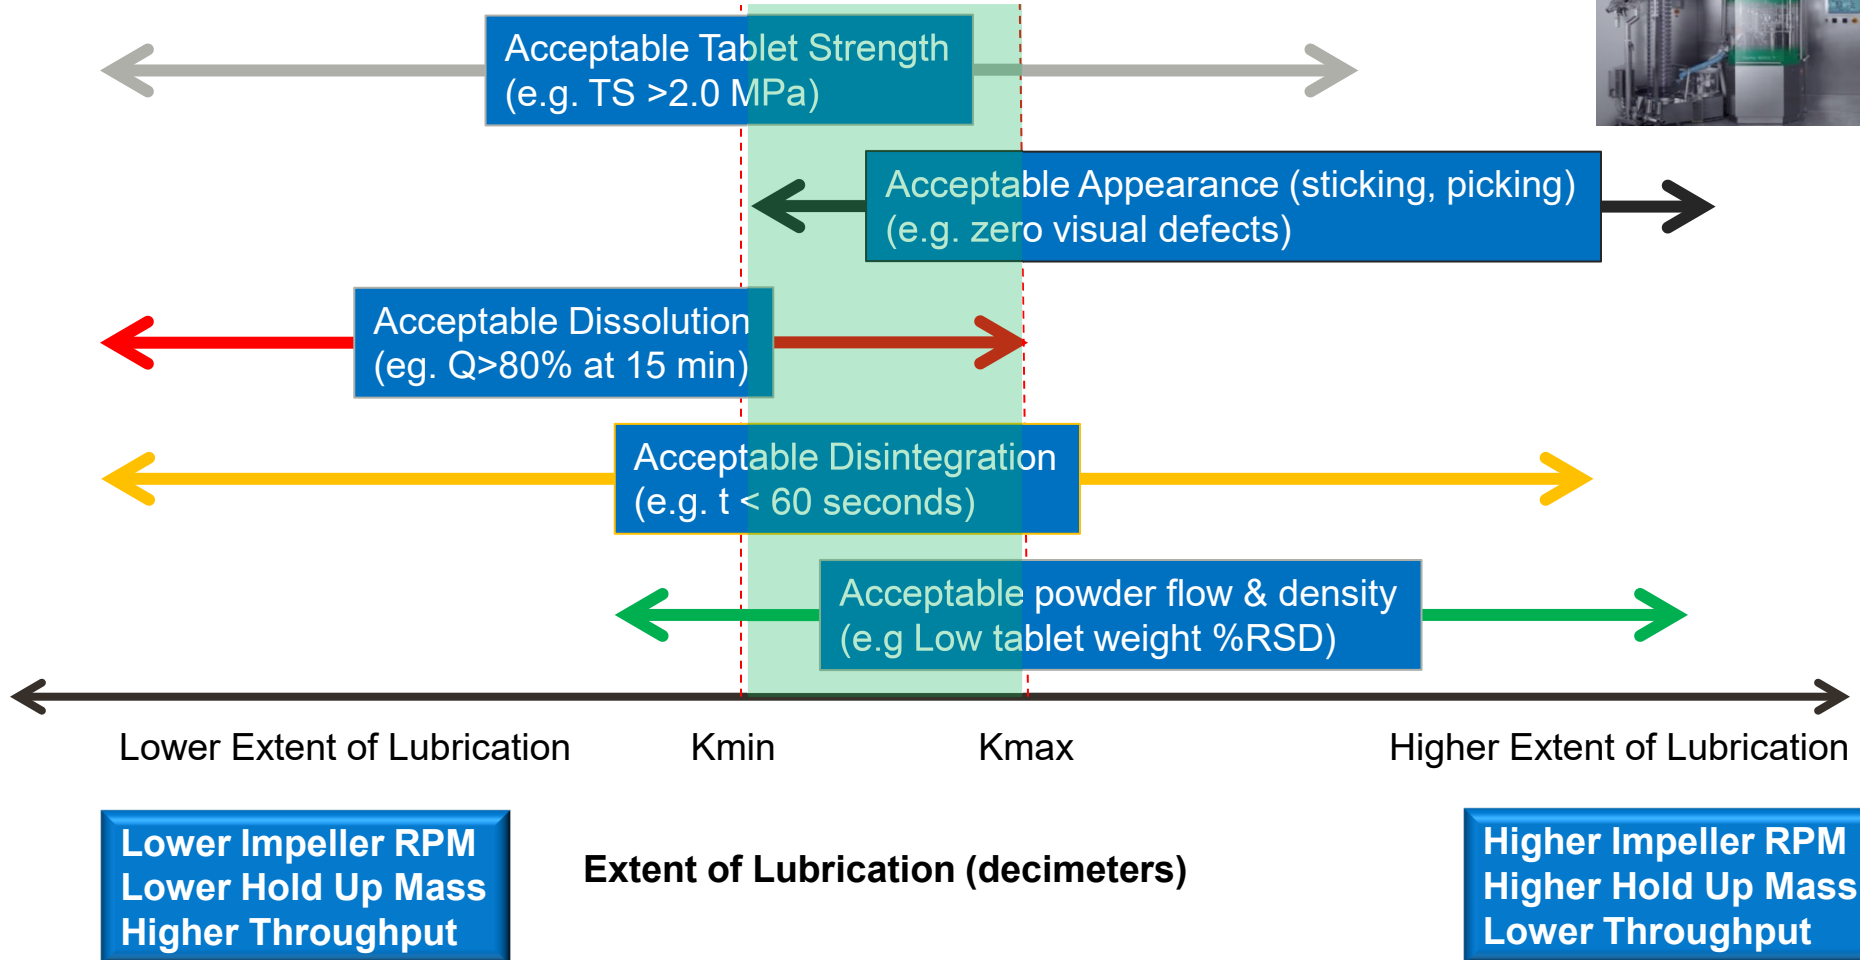 Acceptable Tablet Strength
(e.g. TS >2.0 MPa)
Acceptable Appearance (sticking, picking)
(e.g. zero visual defects)
Acceptable Dissolution
(eg. Q>80% at 15 min)
Acceptable Disintegration
(e.g. t < 60 seconds)
Acceptable powder flow & density
(e.g Low tablet weight %RSD)
Lower Extent of Lubrication
Kmin
Kmax
Higher Extent of Lubrication
Lower Impeller RPM
Lower Hold Up Mass
Higher Throughput
Extent of Lubrication (decimeters)
Higher Impeller RPM
Higher Hold Up Mass
Lower Throughput